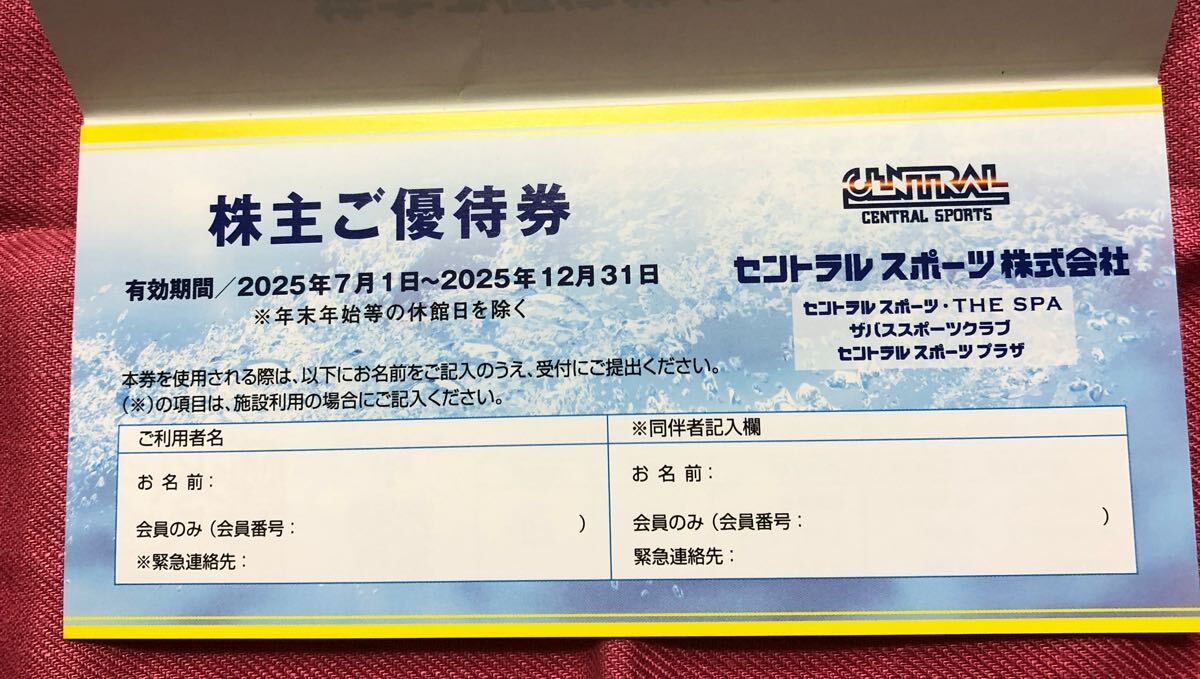 株主ご優待券
有効期間/2025年7月1日~2025年12月31日
※年末年始等の休館日を除く
CENTRAL
CENTRAL SPORTS
セントラルスポーツ株式会社
セントラルスポーツ・THE SPA
ザバススポーツクラブ
セントラルスポーツプラザ
本券を使用される際は、以下にお名前をご記入のうえ、受付にご提出ください。
(※)の項目は、施設利用の場合にご記入ください。
ご利用者名
お名前:
会員のみ(会員番号: )
※緊急連絡先:
※同伴者記入欄
お名前:
会員のみ(会員番号: )
緊急連絡先: